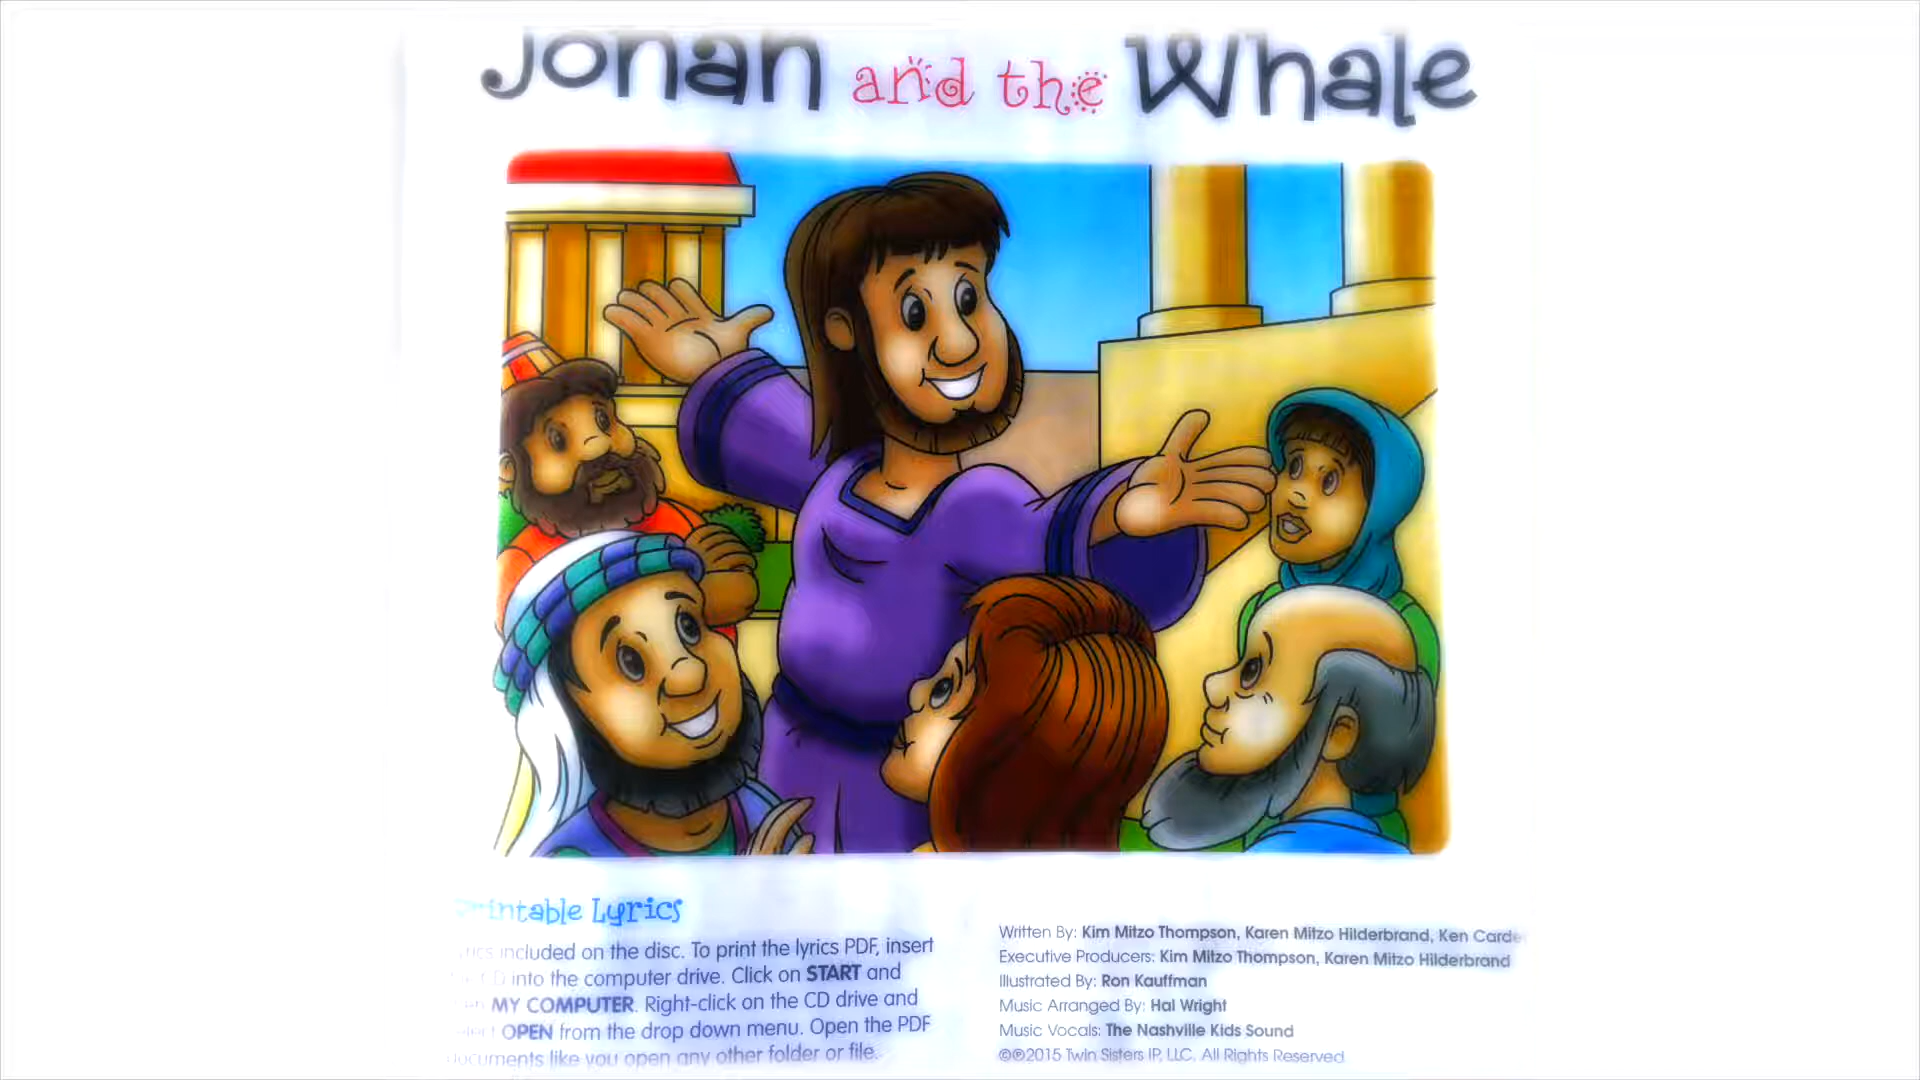 Jonah and the Whale
Printable Lyrics
included on the disc. To print the lyrics PDF, insert
CD into the computer drive. Click on START and
MY COMPUTER. Right-click on the CD drive and
OPEN from the drop down menu. Open the PDF
documents like you open any other folder or file.
Written By: Kim Mitzo Thompson, Karen Mitzo Hilderbrand, Ken Carde
Executive Producers: Kim Mitzo Thompson, Karen Mitzo Hilderbrand
Illustrated By: Ron Kauffman
Music Arranged By: Hal Wright
Music Vocals: The Nashville Kids Sound
©℗2015 Twin Sisters IP, LLC. All Rights Reserved